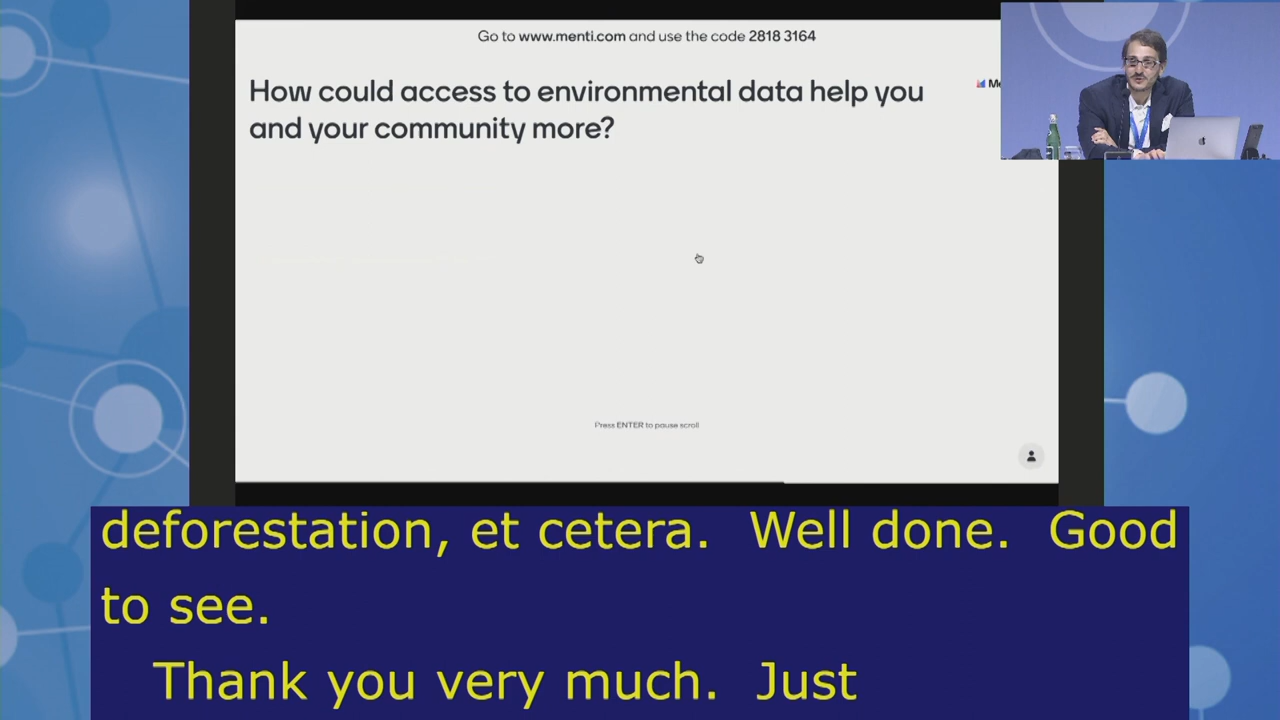 Go to www.menti.com and use the code 2818 3164
How could access to environmental data help you
and your community more?
Press ENTER to pause scroll
deforestation, et cetera. Well done. Good
to see.
Thank you very much. Just